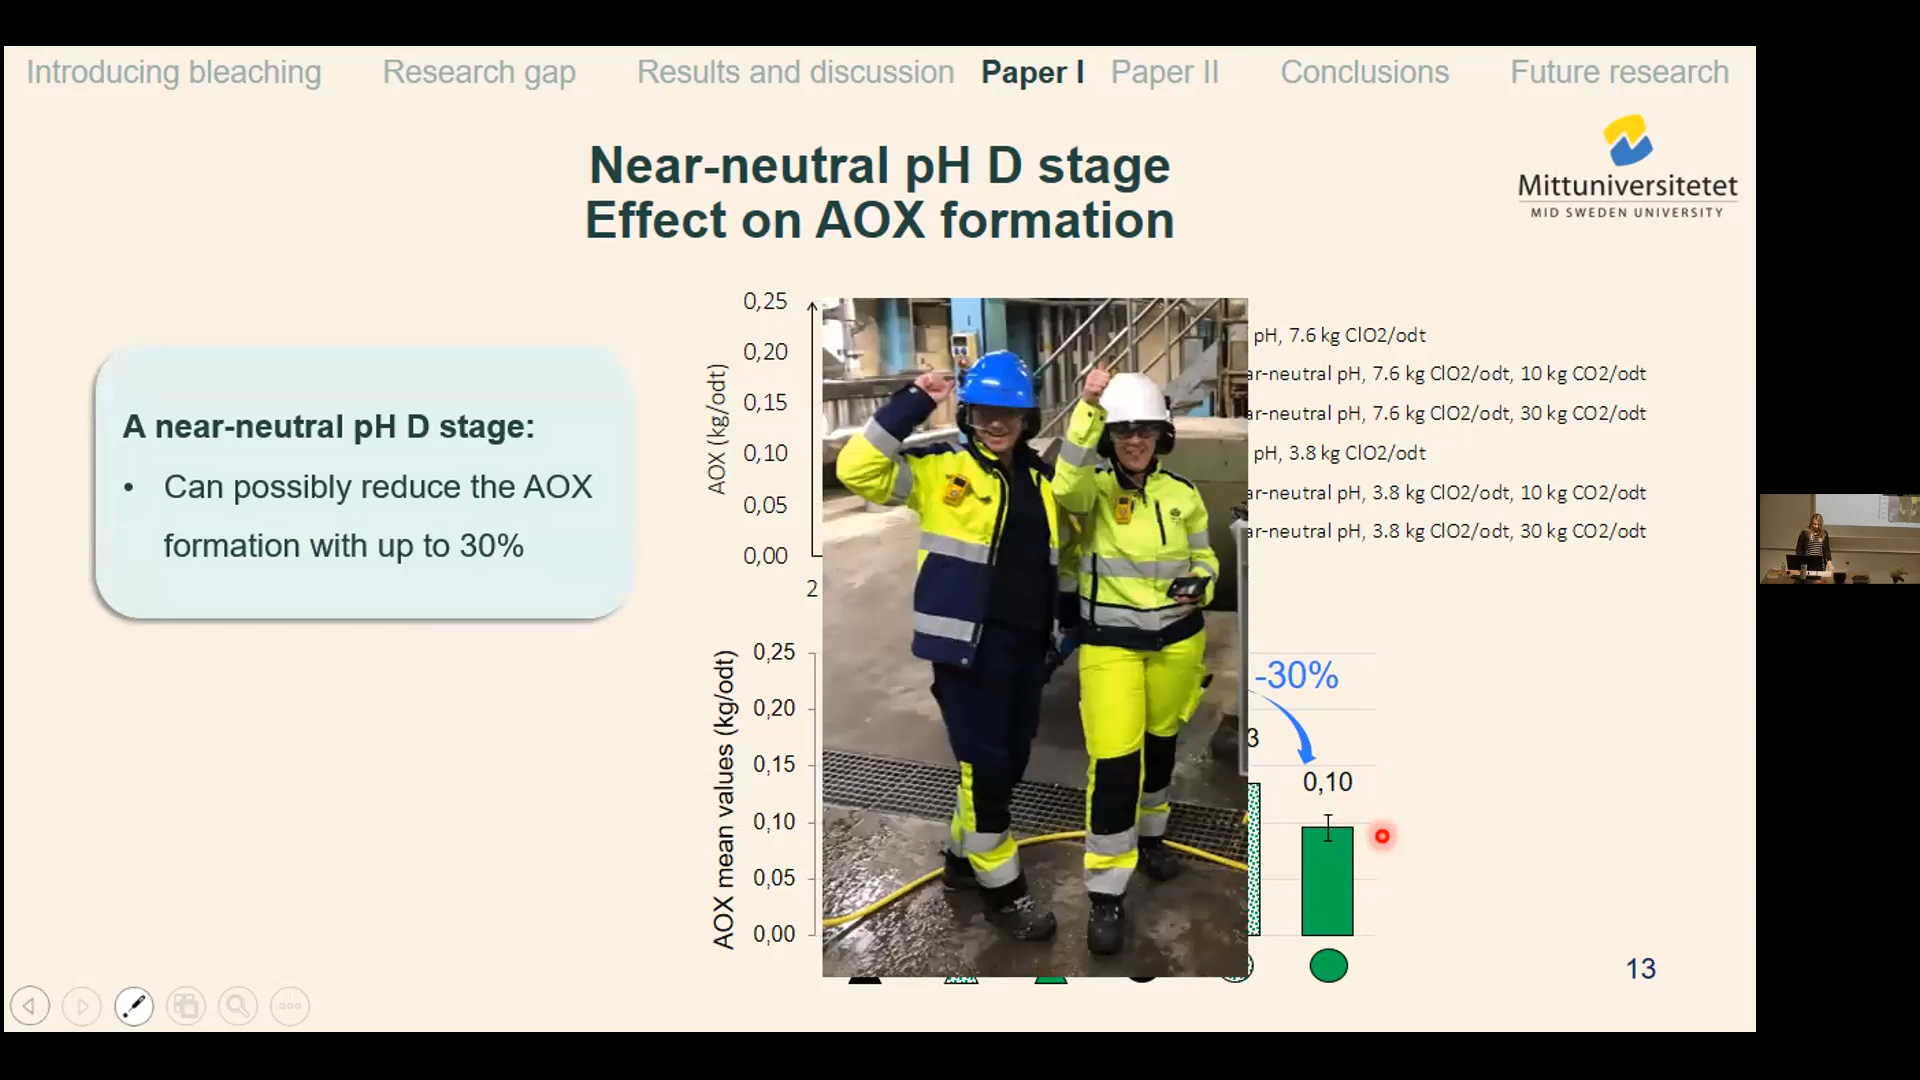 Introducing bleaching Research gap Results and discussion Paper I Paper II Conclusions Future research
Near-neutral pH D stage
Effect on AOX formation
Mittuniversitetet
MID SWEDEN UNIVERSITY
A near-neutral pH D stage:
• Can possibly reduce the AOX
formation with up to 30%
AOX (kg/odt)
0,25
0,20
0,15
0,10
0,05
0,00
2
pH, 7.6 kg ClO2/odt
ar-neutral pH, 7.6 kg ClO2/odt, 10 kg CO2/odt
ar-neutral pH, 7.6 kg ClO2/odt, 30 kg CO2/odt
pH, 3.8 kg ClO2/odt
ar-neutral pH, 3.8 kg ClO2/odt, 10 kg CO2/odt
ar-neutral pH, 3.8 kg ClO2/odt, 30 kg CO2/odt
AOX mean values (kg/odt)
0,25
0,20
0,15
0,10
0,05
0,00
-30%
3
0,10
13